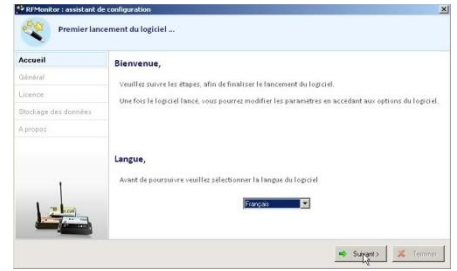 RFMonitor : assistant de configuration
Premier lancement du logiciel ...
Accueil
Général
Licence
Stockage des données
A propos
Bienvenue,
Veuillez suivre les étapes, afin de finaliser le lancement du logiciel.
Une fois le logiciel lancé, vous pourrez modifier les paramètres en accédant aux options du logiciel.
Langue,
Avant de poursuivre veuillez sélectionner la langue du logiciel
Français
Suivant >
Terminer